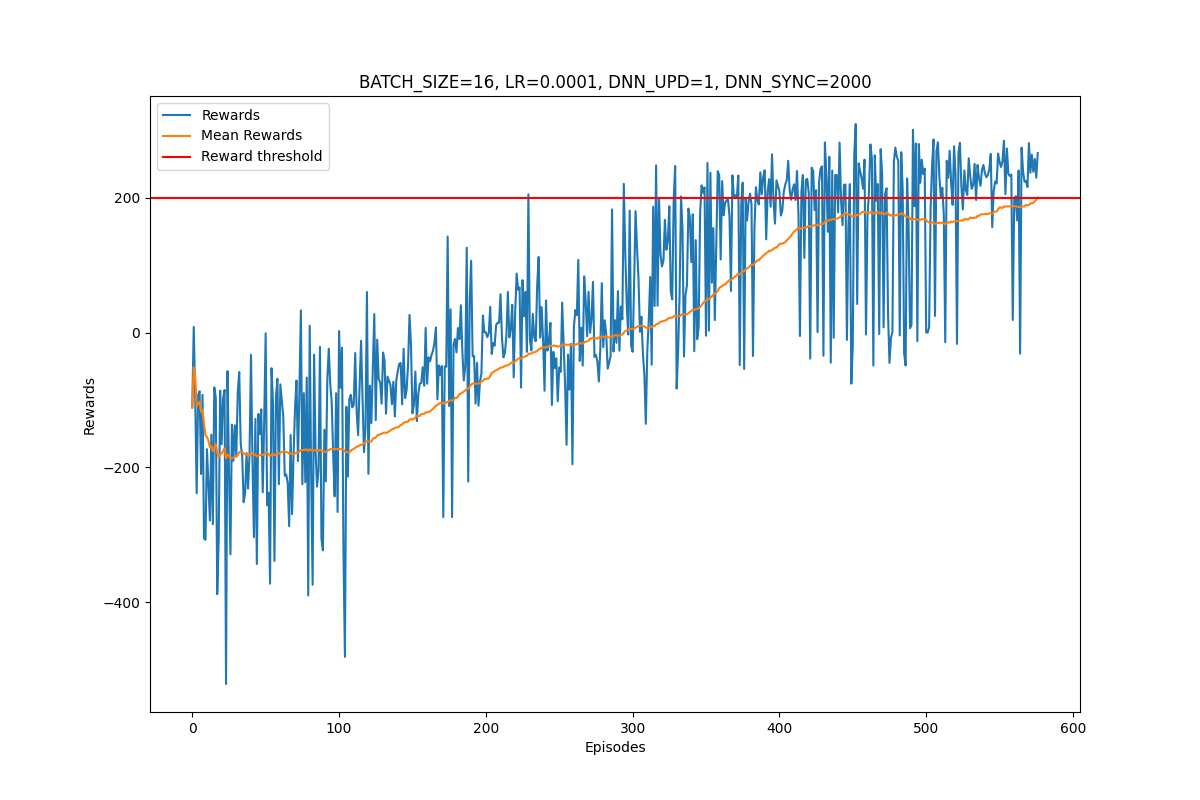 BATCH_SIZE=16, LR=0.0001, DNN_UPD=1, DNN_SYNC=2000
Rewards
Mean Rewards
Reward threshold
200
0
−200
−400
Rewards
0
100
200
300
400
500
600
Episodes